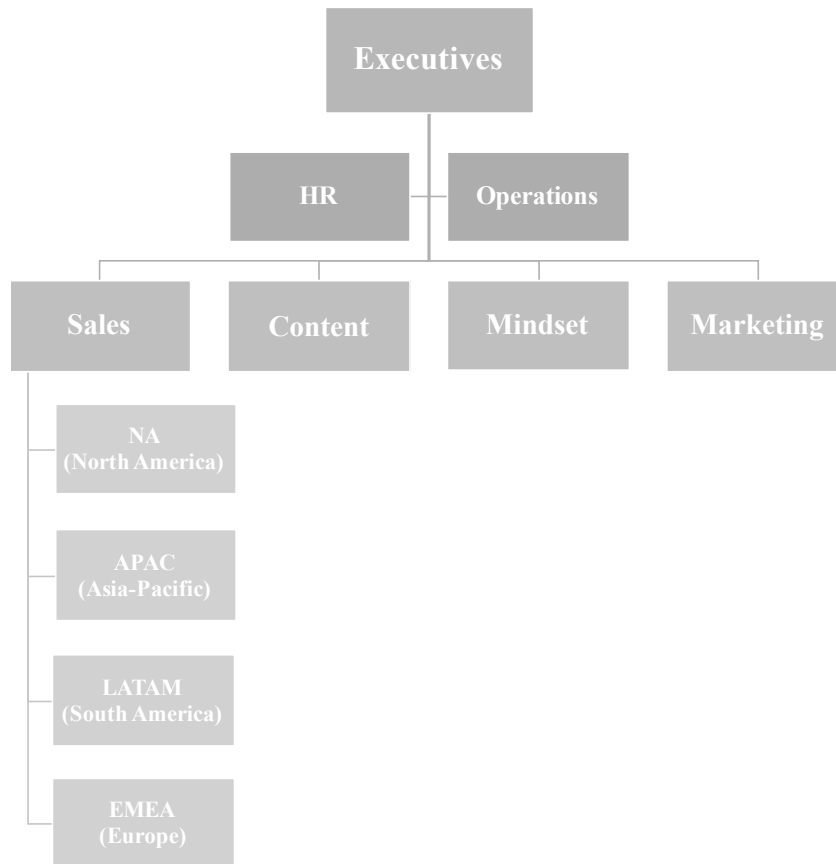 Executives
HR
Operations
Sales
Content
Mindset
Marketing
NA
(North America)
APAC
(Asia-Pacific)
LATAM
(South America)
EMEA
(Europe)